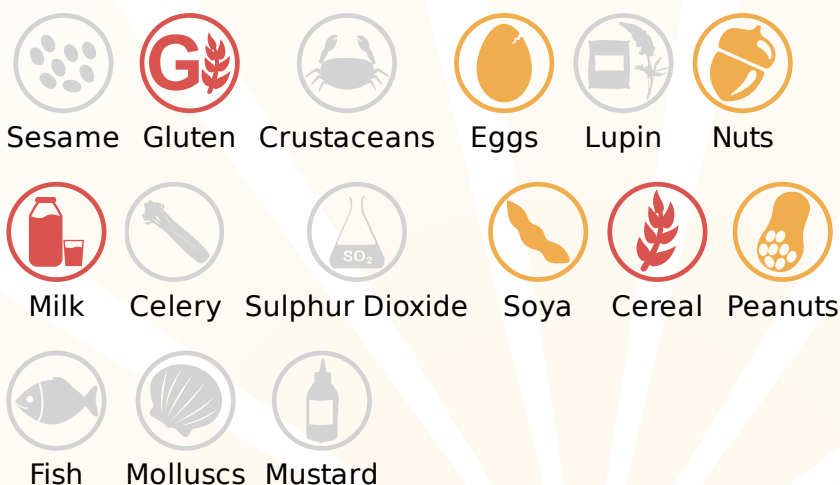 G
Sesame Gluten Crustaceans Eggs Lupin Nuts
SO₂
Milk Celery Sulphur Dioxide Soya Cereal Peanuts
Fish Molluscs Mustard